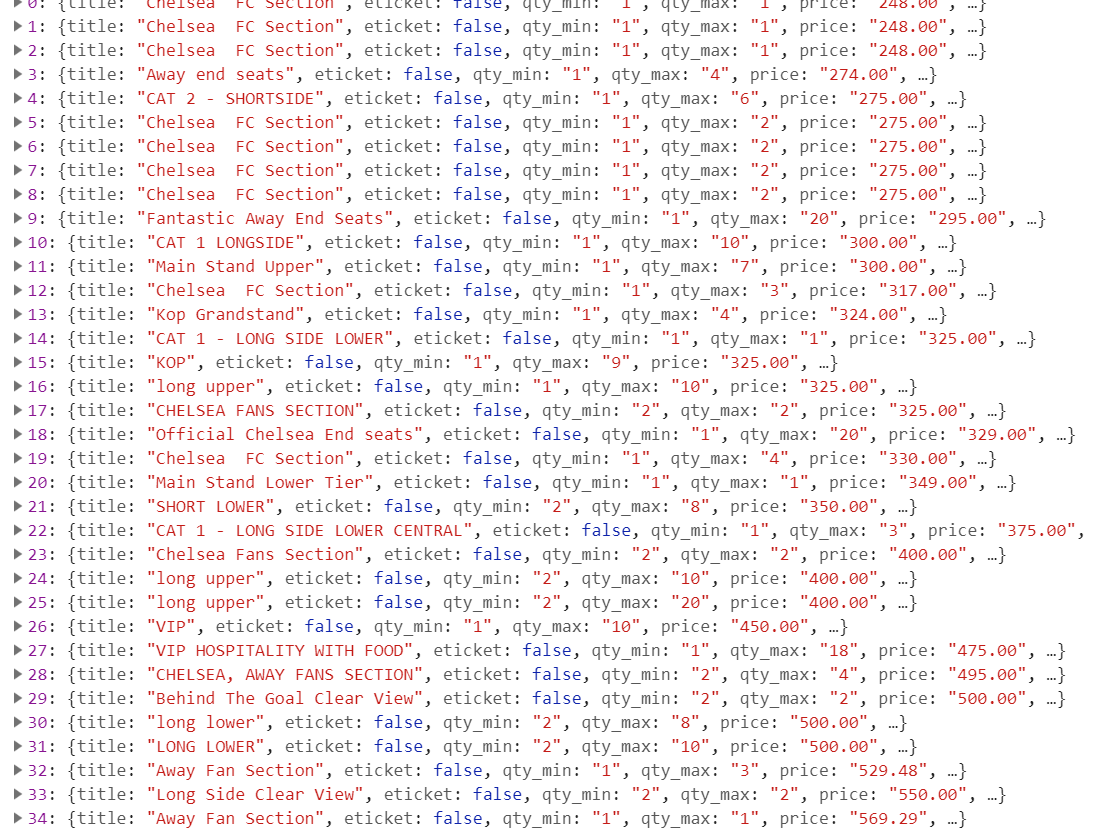 0: {title: "Chelsea  FC Section", eticket: false, qty_min: "1", qty_max: "1", price: "248.00", …}
1: {title: "Chelsea  FC Section", eticket: false, qty_min: "1", qty_max: "1", price: "248.00", …}
2: {title: "Chelsea  FC Section", eticket: false, qty_min: "1", qty_max: "1", price: "248.00", …}
3: {title: "Away end seats", eticket: false, qty_min: "1", qty_max: "4", price: "274.00", …}
4: {title: "CAT 2 - SHORTSIDE", eticket: false, qty_min: "1", qty_max: "6", price: "275.00", …}
5: {title: "Chelsea  FC Section", eticket: false, qty_min: "1", qty_max: "2", price: "275.00", …}
6: {title: "Chelsea  FC Section", eticket: false, qty_min: "1", qty_max: "2", price: "275.00", …}
7: {title: "Chelsea  FC Section", eticket: false, qty_min: "1", qty_max: "2", price: "275.00", …}
8: {title: "Chelsea  FC Section", eticket: false, qty_min: "1", qty_max: "2", price: "275.00", …}
9: {title: "Fantastic Away End Seats", eticket: false, qty_min: "1", qty_max: "20", price: "295.00", …}
10: {title: "CAT 1 LONGSIDE", eticket: false, qty_min: "1", qty_max: "10", price: "300.00", …}
11: {title: "Main Stand Upper", eticket: false, qty_min: "1", qty_max: "7", price: "300.00", …}
12: {title: "Chelsea  FC Section", eticket: false, qty_min: "1", qty_max: "3", price: "317.00", …}
13: {title: "Kop Grandstand", eticket: false, qty_min: "1", qty_max: "4", price: "324.00", …}
14: {title: "CAT 1 - LONG SIDE LOWER", eticket: false, qty_min: "1", qty_max: "1", price: "325.00", …}
15: {title: "KOP", eticket: false, qty_min: "1", qty_max: "9", price: "325.00", …}
16: {title: "long upper", eticket: false, qty_min: "1", qty_max: "10", price: "325.00", …}
17: {title: "CHELSEA FANS SECTION", eticket: false, qty_min: "2", qty_max: "2", price: "325.00", …}
18: {title: "Official Chelsea End seats", eticket: false, qty_min: "1", qty_max: "20", price: "329.00", …}
19: {title: "Chelsea  FC Section", eticket: false, qty_min: "1", qty_max: "4", price: "330.00", …}
20: {title: "Main Stand Lower Tier", eticket: false, qty_min: "1", qty_max: "1", price: "349.00", …}
21: {title: "SHORT LOWER", eticket: false, qty_min: "2", qty_max: "8", price: "350.00", …}
22: {title: "CAT 1 - LONG SIDE LOWER CENTRAL", eticket: false, qty_min: "1", qty_max: "3", price: "375.00",
23: {title: "Chelsea Fans Section", eticket: false, qty_min: "2", qty_max: "2", price: "400.00", …}
24: {title: "long upper", eticket: false, qty_min: "2", qty_max: "10", price: "400.00", …}
25: {title: "long upper", eticket: false, qty_min: "2", qty_max: "20", price: "400.00", …}
26: {title: "VIP", eticket: false, qty_min: "1", qty_max: "10", price: "450.00", …}
27: {title: "VIP HOSPITALITY WITH FOOD", eticket: false, qty_min: "1", qty_max: "18", price: "475.00", …}
28: {title: "CHELSEA, AWAY FANS SECTION", eticket: false, qty_min: "2", qty_max: "4", price: "495.00", …}
29: {title: "Behind The Goal Clear View", eticket: false, qty_min: "2", qty_max: "2", price: "500.00", …}
30: {title: "long lower", eticket: false, qty_min: "2", qty_max: "8", price: "500.00", …}
31: {title: "LONG LOWER", eticket: false, qty_min: "2", qty_max: "10", price: "500.00", …}
32: {title: "Away Fan Section", eticket: false, qty_min: "1", qty_max: "3", price: "529.48", …}
33: {title: "Long Side Clear View", eticket: false, qty_min: "2", qty_max: "2", price: "550.00", …}
34: {title: "Away Fan Section", eticket: false, qty_min: "1", qty_max: "1", price: "569.29", …}